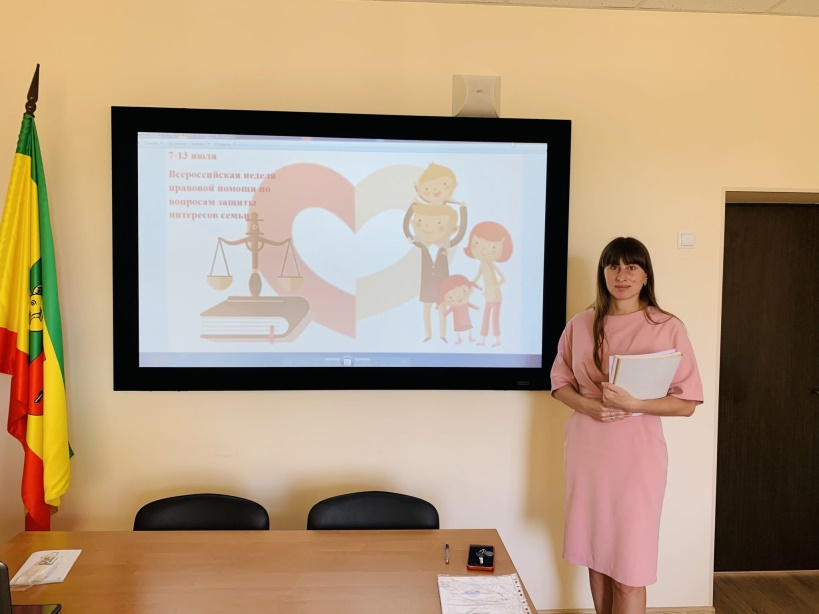 7-13 июля
Всероссийская неделя
правовой помощи по
вопросам защиты
интересов семьи